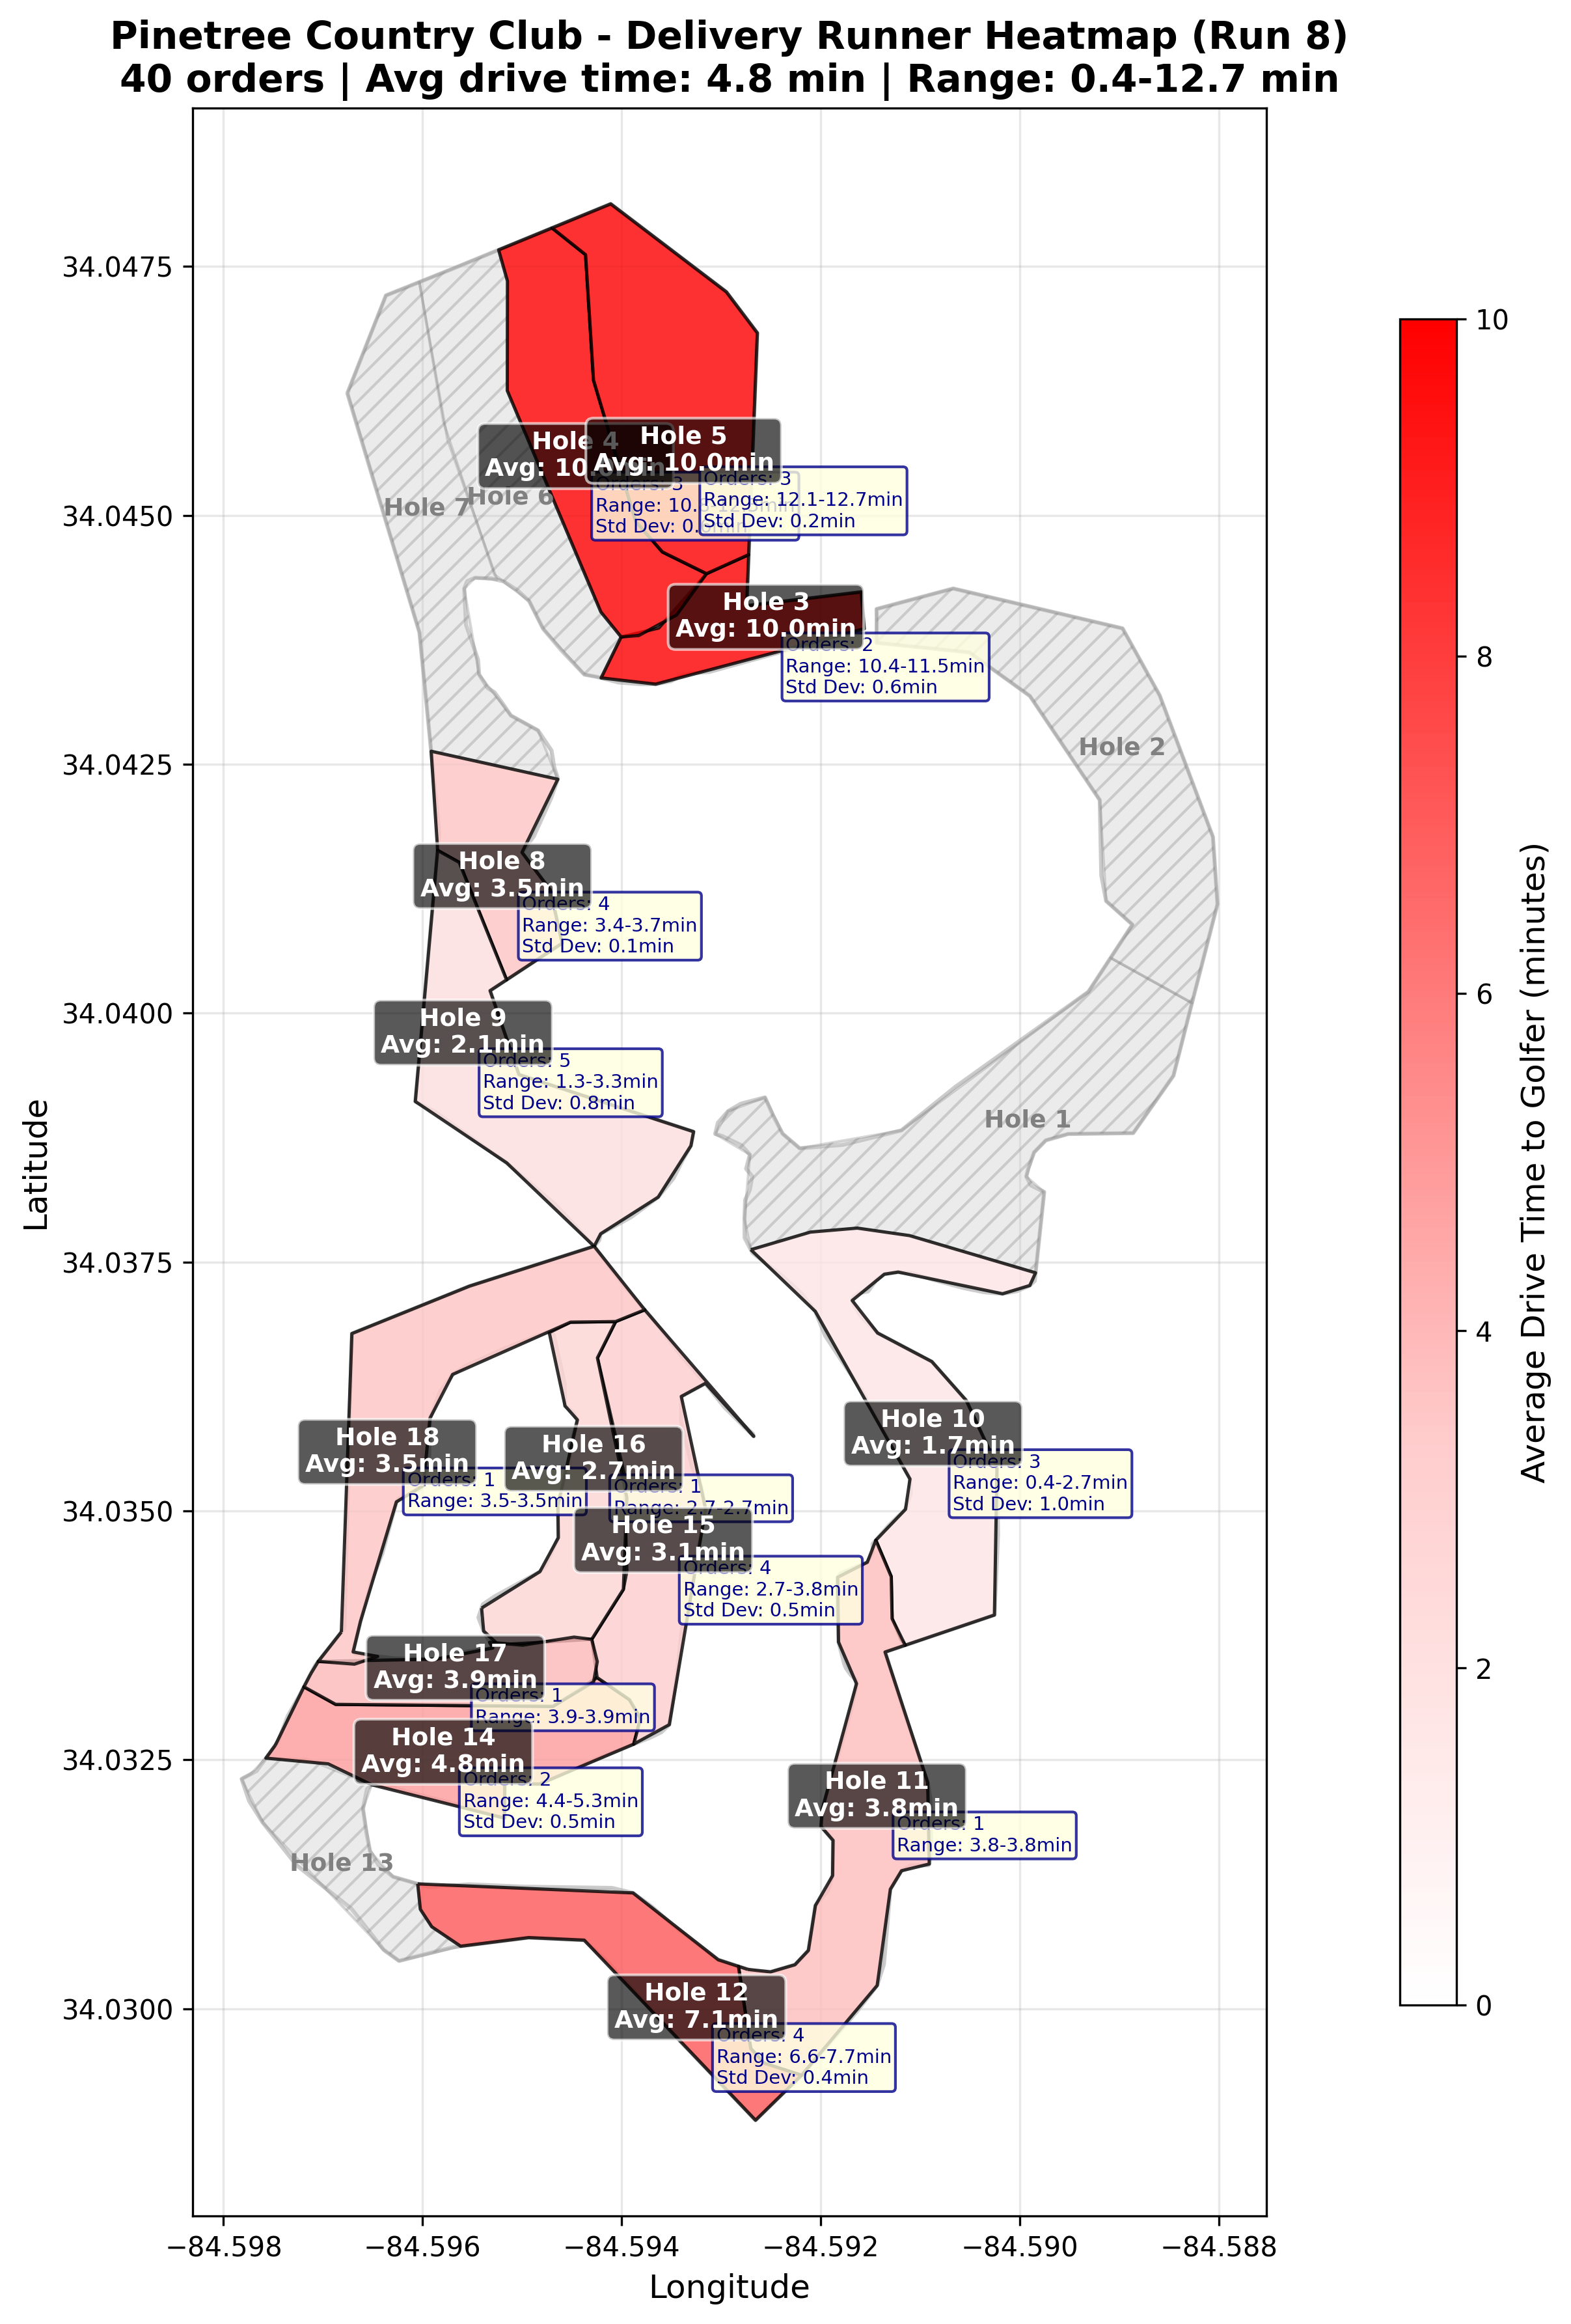 Pinetree Country Club - Delivery Runner Heatmap (Run 8)
40 orders | Avg drive time: 4.8 min | Range: 0.4-12.7 min
34.0475
34.0450
34.0425
34.0400
34.0375
34.0350
34.0325
34.0300
Latitude
−84.598
−84.596
−84.594
−84.592
−84.590
−84.588
Longitude
10
8
6
4
2
0
Average Drive Time to Golfer (minutes)
Hole 4
Avg: 10.0min
Orders: 3
Std Dev:
Hole 5
Avg: 10.0min
Orders: 3
Range: 12.1-12.7min
Std Dev: 0.2min
Hole 7
Hole 6
Hole 3
Avg: 10.0min
Orders: 2
Range: 10.4-11.5min
Std Dev: 0.6min
Hole 2
Hole 8
Avg: 3.5min
Orders: 4
Range: 3.4-3.7min
Std Dev: 0.1min
Hole 9
Avg: 2.1min
Orders: 5
Range: 1.3-3.3min
Std Dev: 0.8min
Hole 1
Hole 10
Avg: 1.7min
Orders: 3
Range: 0.4-2.7min
Std Dev: 1.0min
Hole 18
Avg: 3.5min
Orders: 1
Range: 3.5-3.5min
Hole 16
Avg: 2.7min
Orders: 1
Range: 2.7-2.7min
Hole 15
Avg: 3.1min
Orders: 4
Range: 2.7-3.8min
Std Dev: 0.5min
Hole 17
Avg: 3.9min
Orders: 1
Range: 3.9-3.9min
Hole 14
Avg: 4.8min
Orders: 2
Range: 4.4-5.3min
Std Dev: 0.5min
Hole 11
Avg: 3.8min
Orders: 1
Range: 3.8-3.8min
Hole 13
Hole 12
Avg: 7.1min
Orders: 4
Range: 6.6-7.7min
Std Dev: 0.4min